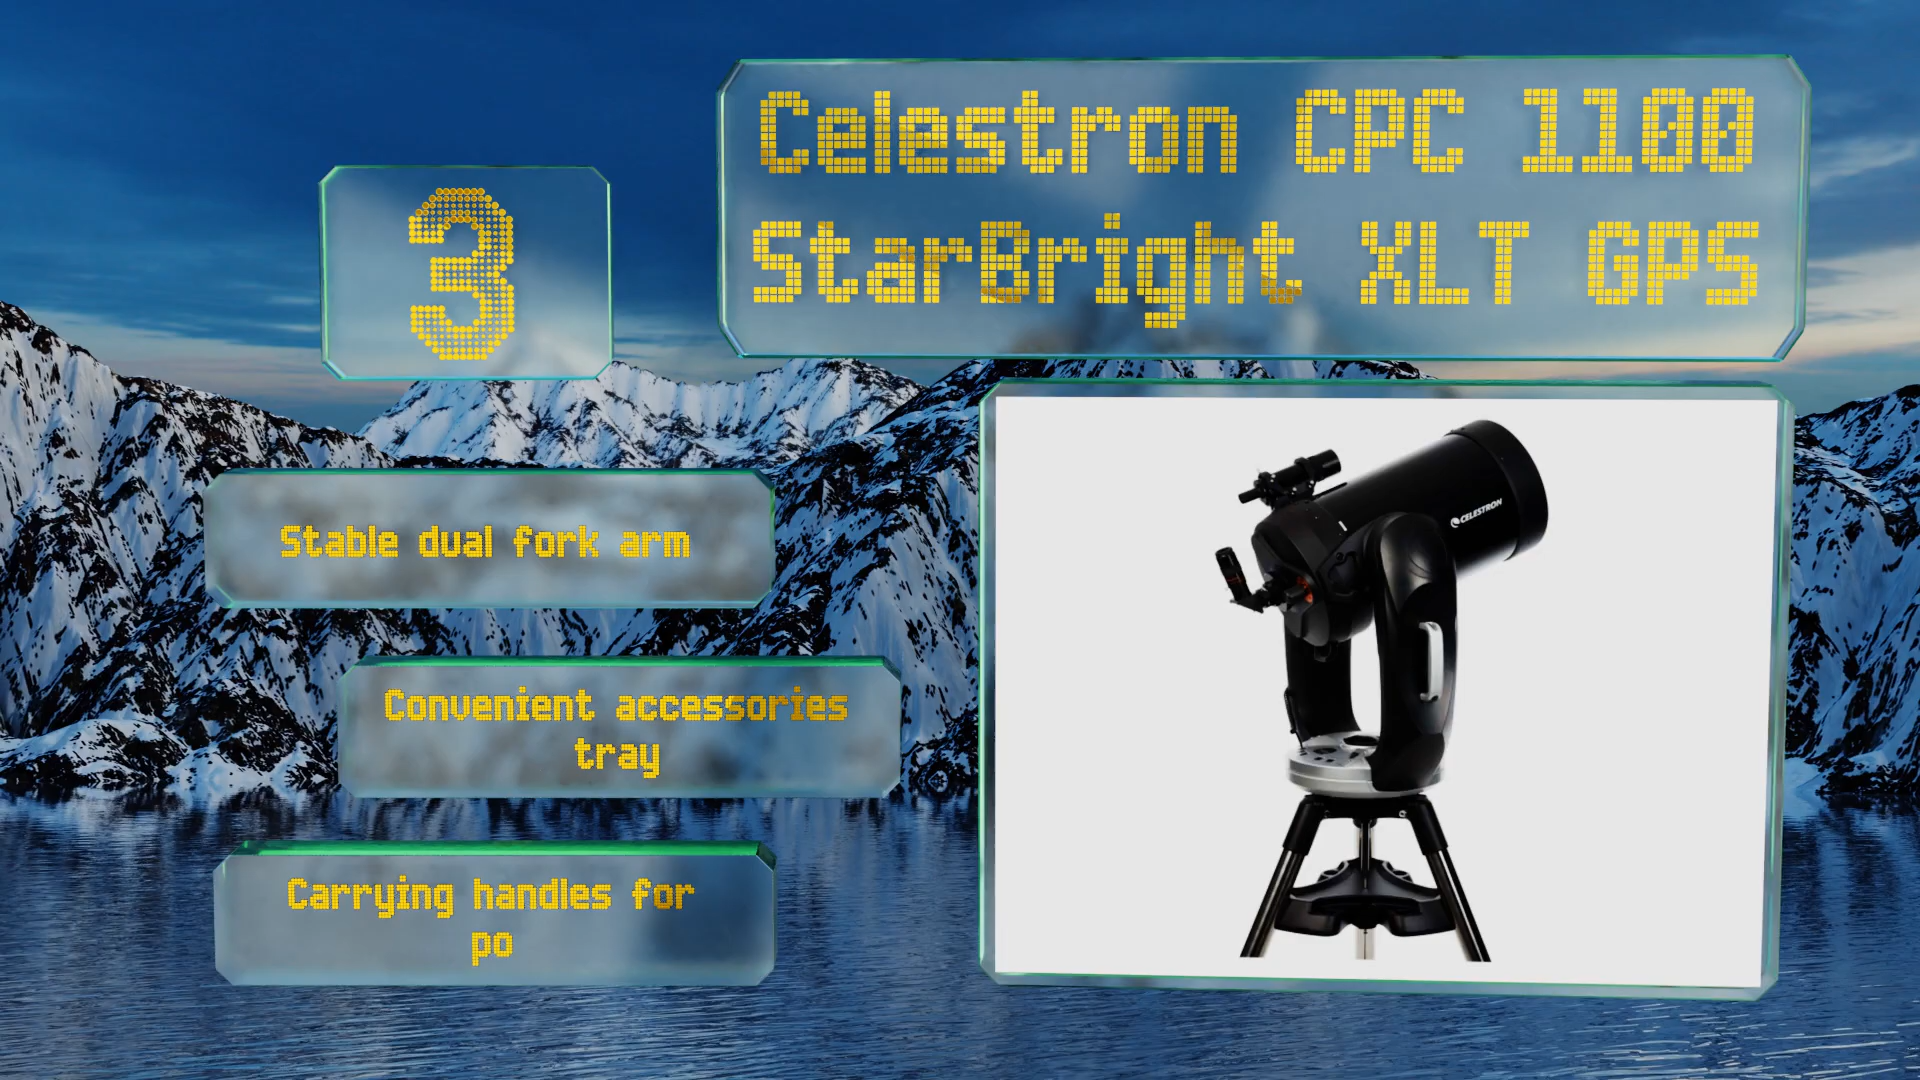 3
Celestron CPC 1100
StarBright XLT GPS
Stable dual fork arm
Convenient accessories
tray
Carrying handles for
po
CELESTRON